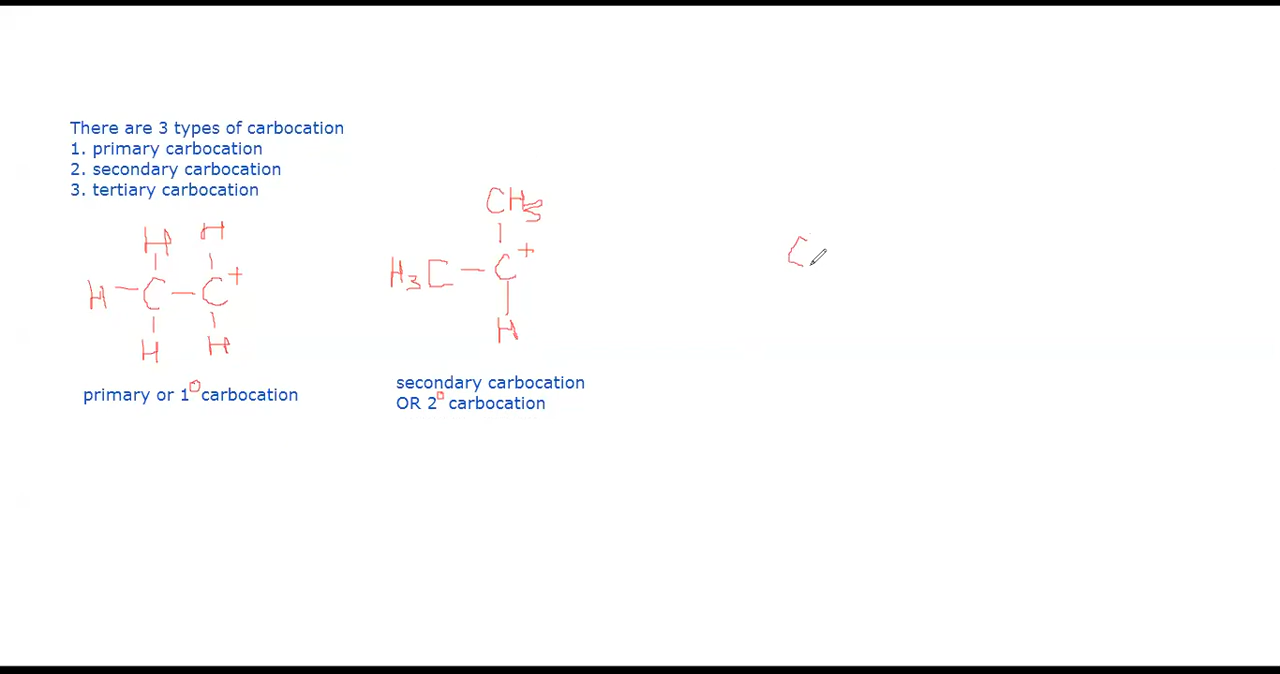 There are 3 types of carbocation
1. primary carbocation
2. secondary carbocation
3. tertiary carbocation
H H
H – C – C +
H H
primary or 1° carbocation
CH
H3C – C +
H
secondary carbocation
OR 2° carbocation
C